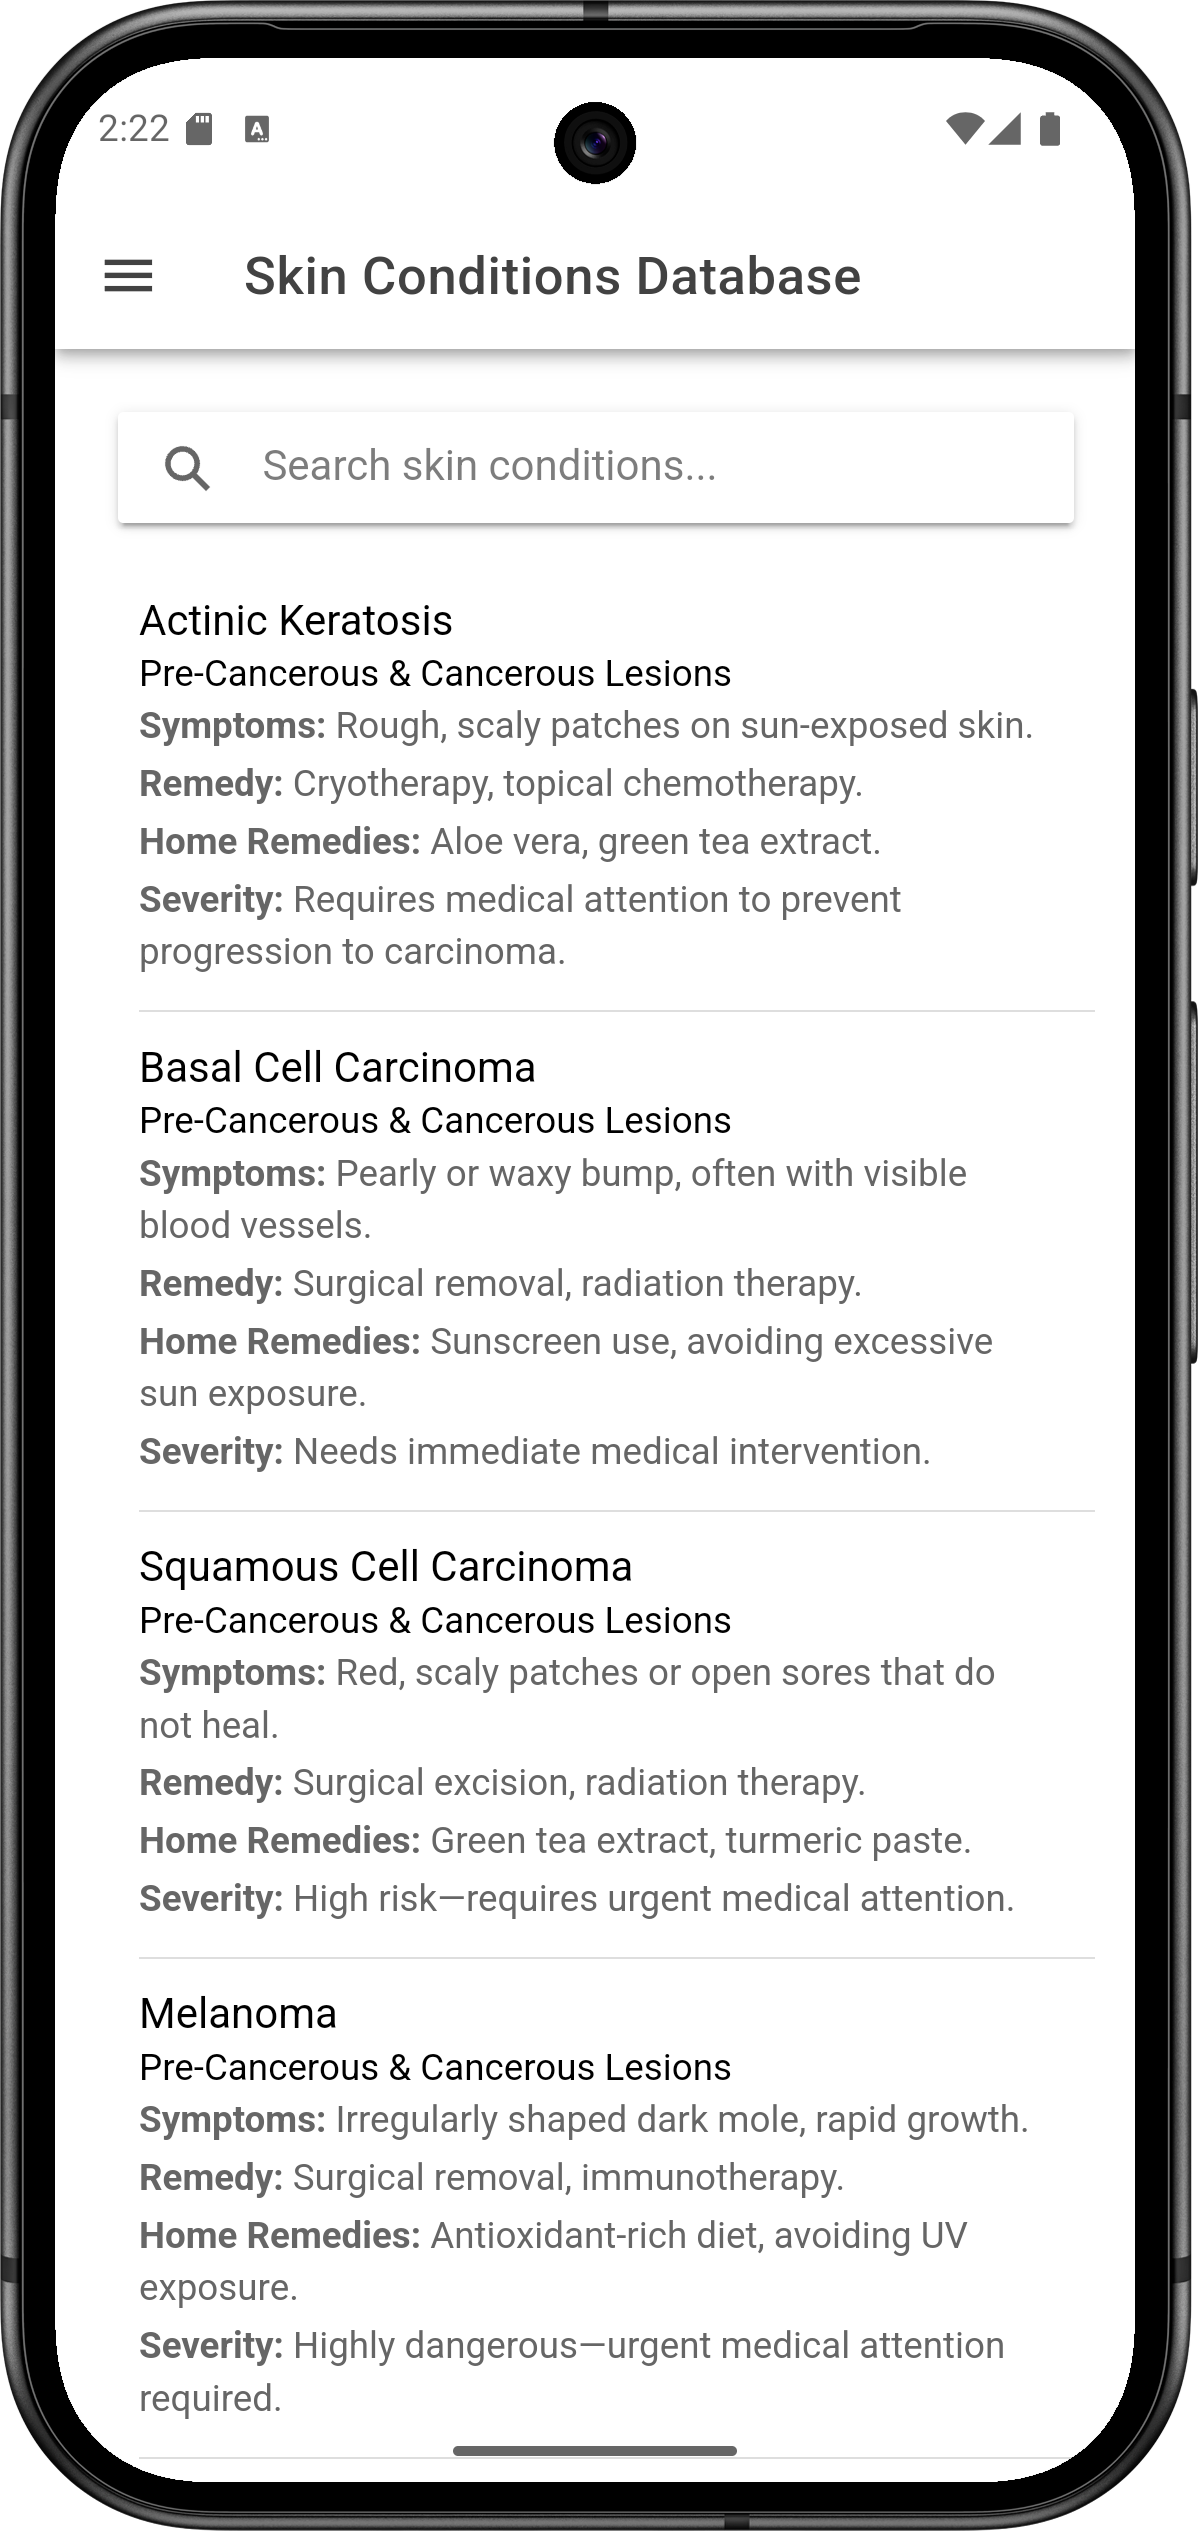 2:22
A
Skin Conditions Database
Search skin conditions...
Actinic Keratosis
Pre-Cancerous & Cancerous Lesions
Symptoms: Rough, scaly patches on sun-exposed skin.
Remedy: Cryotherapy, topical chemotherapy.
Home Remedies: Aloe vera, green tea extract.
Severity: Requires medical attention to prevent
progression to carcinoma.
Basal Cell Carcinoma
Pre-Cancerous & Cancerous Lesions
Symptoms: Pearly or waxy bump, often with visible
blood vessels.
Remedy: Surgical removal, radiation therapy.
Home Remedies: Sunscreen use, avoiding excessive
sun exposure.
Severity: Needs immediate medical intervention.
Squamous Cell Carcinoma
Pre-Cancerous & Cancerous Lesions
Symptoms: Red, scaly patches or open sores that do
not heal.
Remedy: Surgical excision, radiation therapy.
Home Remedies: Green tea extract, turmeric paste.
Severity: High risk—requires urgent medical attention.
Melanoma
Pre-Cancerous & Cancerous Lesions
Symptoms: Irregularly shaped dark mole, rapid growth.
Remedy: Surgical removal, immunotherapy.
Home Remedies: Antioxidant-rich diet, avoiding UV
exposure.
Severity: Highly dangerous—urgent medical attention
required.